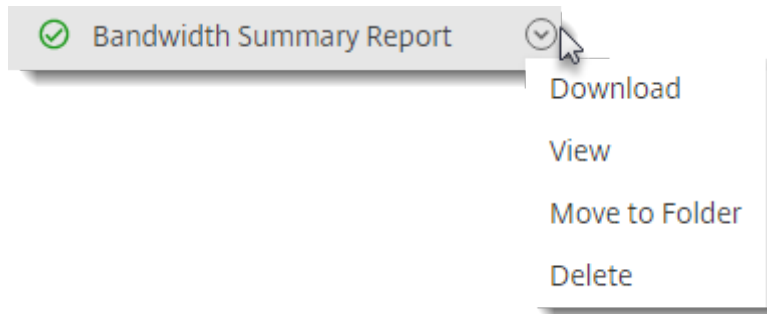 Bandwidth Summary Report
Download
View
Move to Folder
Delete